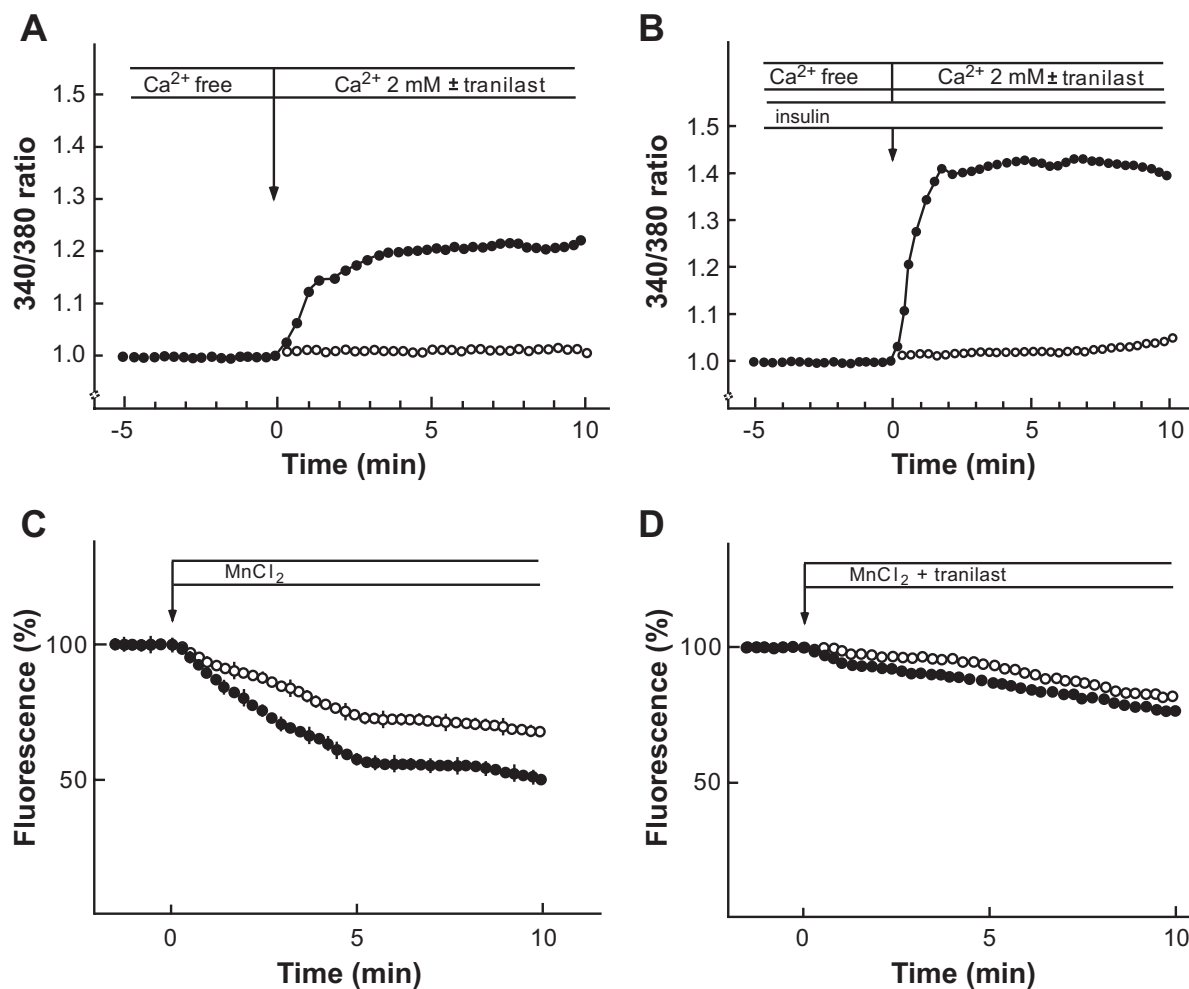 A
Ca2+ free
Ca2+ 2 mM ± tranilast
340/380 ratio
1.5
1.4
1.3
1.2
1.1
1.0
-5
0
5
10
Time (min)
B
Ca2+ free
Ca2+ 2 mM ± tranilast
insulin
340/380 ratio
1.5
1.4
1.3
1.2
1.1
1.0
-5
0
5
10
Time (min)
C
MnCl2
Fluorescence (%)
100
50
0
5
10
Time (min)
D
MnCl2 + tranilast
Fluorescence (%)
100
50
0
5
10
Time (min)